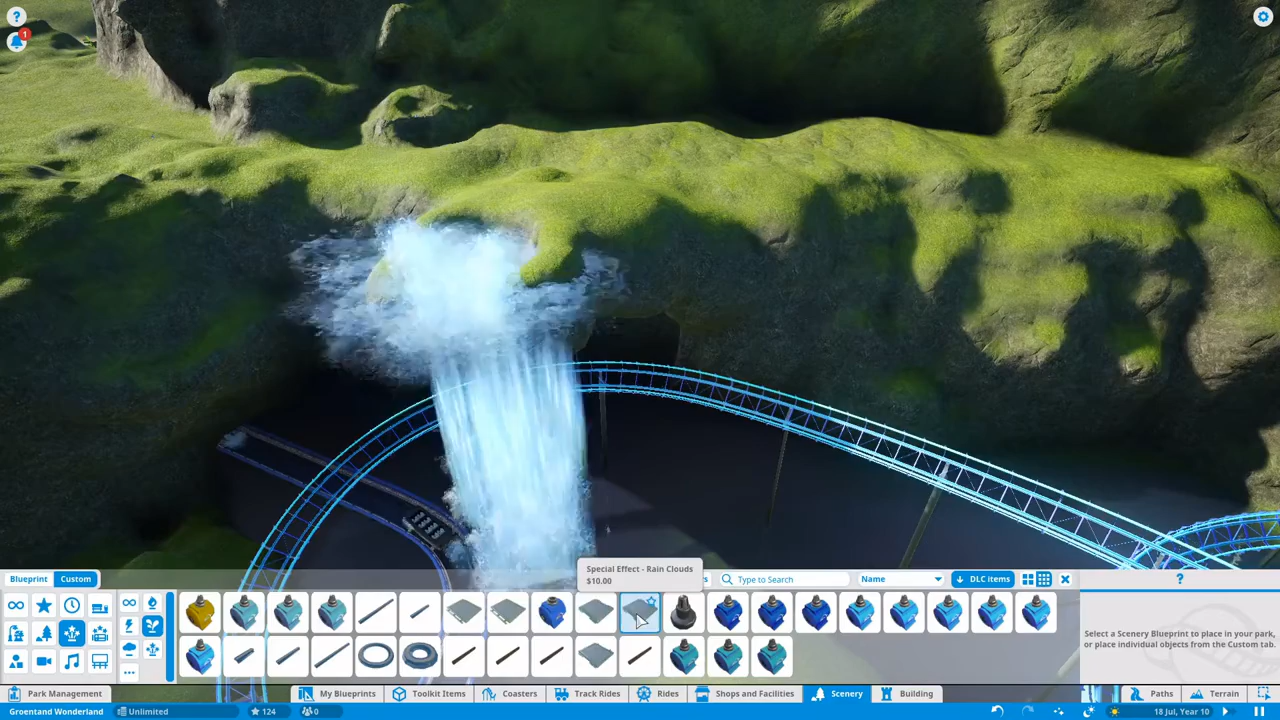 ?
1
Special Effect - Rain Clouds
$10.00
Blueprint
Custom
Type to Search
Name
DLC items
?
Select a Scenery Blueprint to place in your park,
or place individual objects from the Custom tab.
Park Management
My Blueprints
Toolkit Items
Coasters
Track Rides
Rides
Shops and Facilities
Scenery
Building
Paths
Terrain
Groentand Wonderland
Unlimited
124
0
18 Jul, Year 10